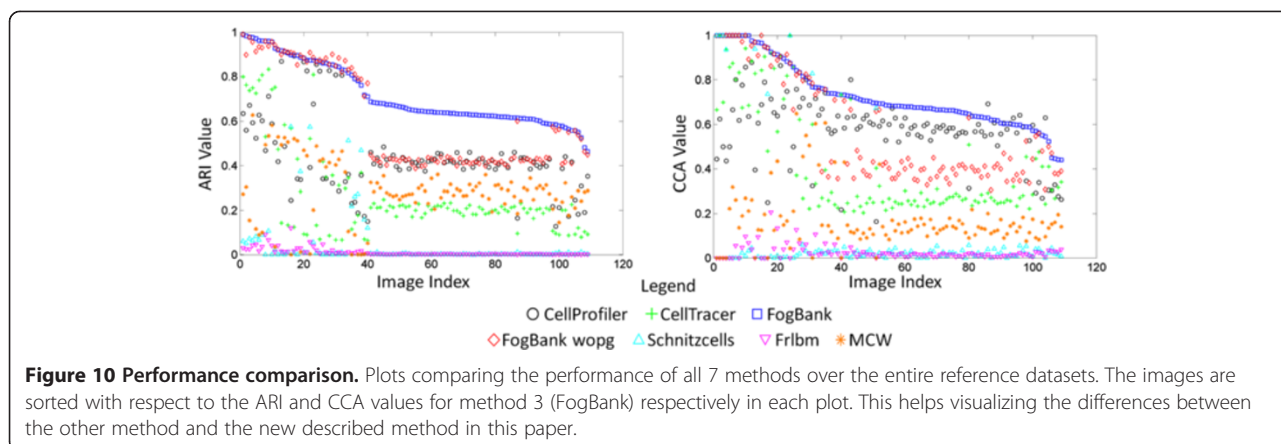 1
0.8
0.6
0.4
0.2
0
ARI Value
0 20 40 60 80 100 120
Image Index
1
0.8
0.6
0.4
0.2
0
CCA Value
0 20 40 60 80 100 120
Image Index
Legend
CellProfiler CellTracer FogBank
FogBank wopg Schnitzcells Frlbm MCW
Figure 10 Performance comparison. Plots comparing the performance of all 7 methods over the entire reference datasets. The images are
sorted with respect to the ARI and CCA values for method 3 (FogBank) respectively in each plot. This helps visualizing the differences between
the other method and the new described method in this paper.